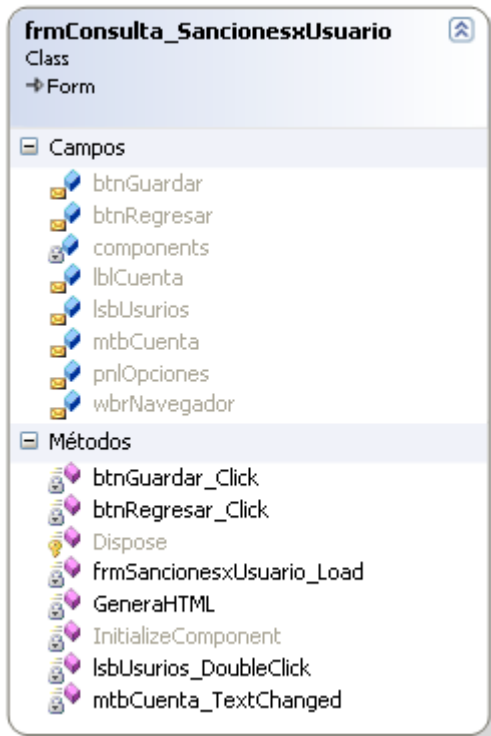 frmConsulta_SancionesxUsuario
Class
Form
Campos
btnGuardar
btnRegresar
components
lblCuenta
lsbUsurios
mtbCuenta
pnlOpciones
wbrNavegador
Métodos
btnGuardar_Click
btnRegresar_Click
Dispose
frmSancionesxUsuario_Load
GeneraHTML
InitializeComponent
lsbUsurios_DoubleClick
mtbCuenta_TextChanged